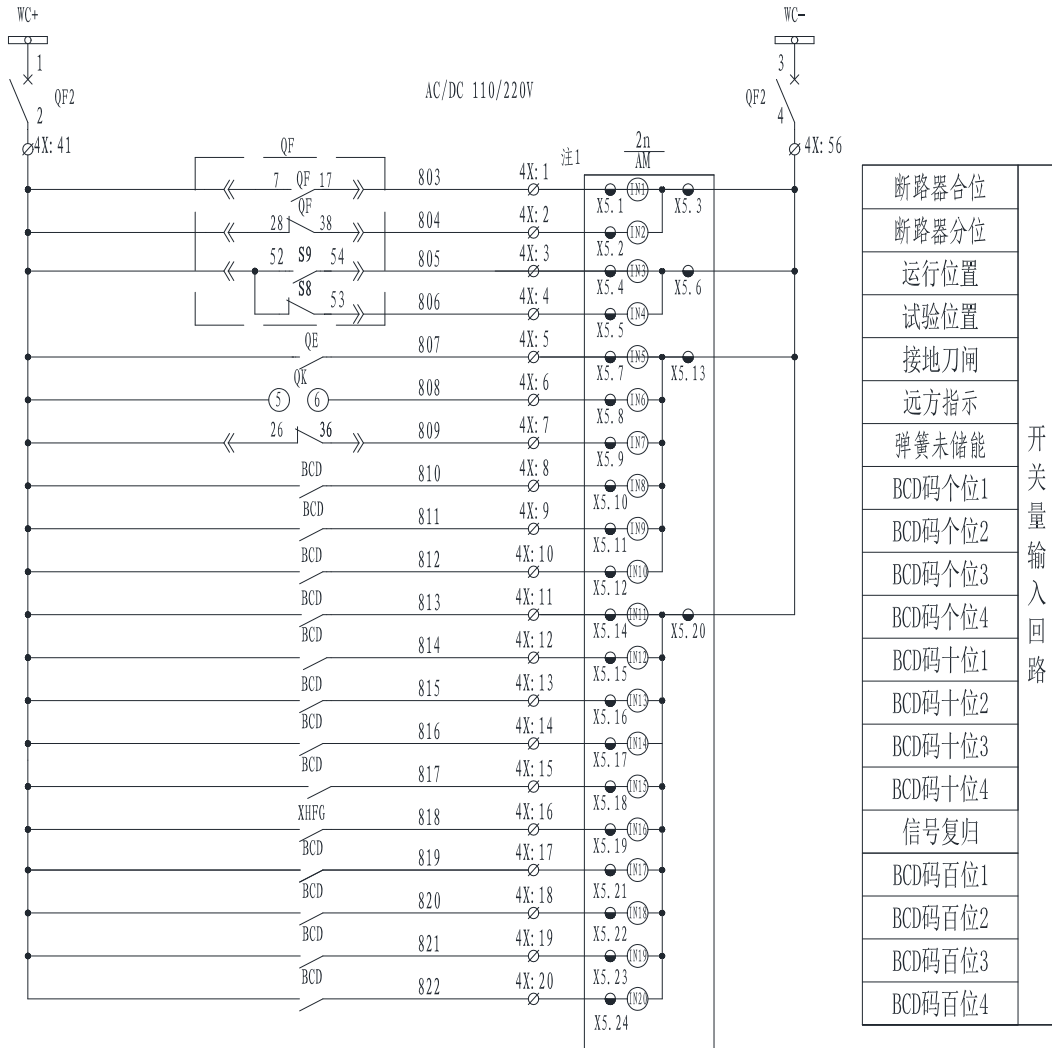 WC+
WC-
1
3
QF2
QF2
2
4
AC/DC 110/220V
4X:41
4X:56
QF
注1
2n
AM
7 QF 17 803 4X:1 X5.1 IN1 X5.3 断路器合位
QF
28 38 804 4X:2 X5.2 IN2 断路器分位
52 S9 54 805 4X:3 X5.4 IN3 X5.6 运行位置
S8
53 806 4X:4 X5.5 IN4 试验位置
QE
807 4X:5 X5.7 IN5 X5.13 接地刀闸
QK
5 6 808 4X:6 X5.8 IN6 远方指示
26 36 809 4X:7 X5.9 IN7 弹簧未储能
BCD 810 4X:8 X5.10 IN8 BCD码个位1
BCD 811 4X:9 X5.11 IN9 BCD码个位2
BCD 812 4X:10 X5.12 IN10 BCD码个位3
BCD 813 4X:11 X5.14 IN11 X5.20 BCD码个位4
BCD 814 4X:12 X5.15 IN12 BCD码十位1
BCD 815 4X:13 X5.16 IN13 BCD码十位2
BCD 816 4X:14 X5.17 IN14 BCD码十位3
BCD 817 4X:15 X5.18 IN15 BCD码十位4
XHFG 818 4X:16 X5.19 IN16 信号复归
BCD 819 4X:17 X5.21 IN17 BCD码百位1
BCD 820 4X:18 X5.22 IN18 BCD码百位2
BCD 821 4X:19 X5.23 IN19 BCD码百位3
BCD 822 4X:20 X5.24 IN20 BCD码百位4
开关量输入回路